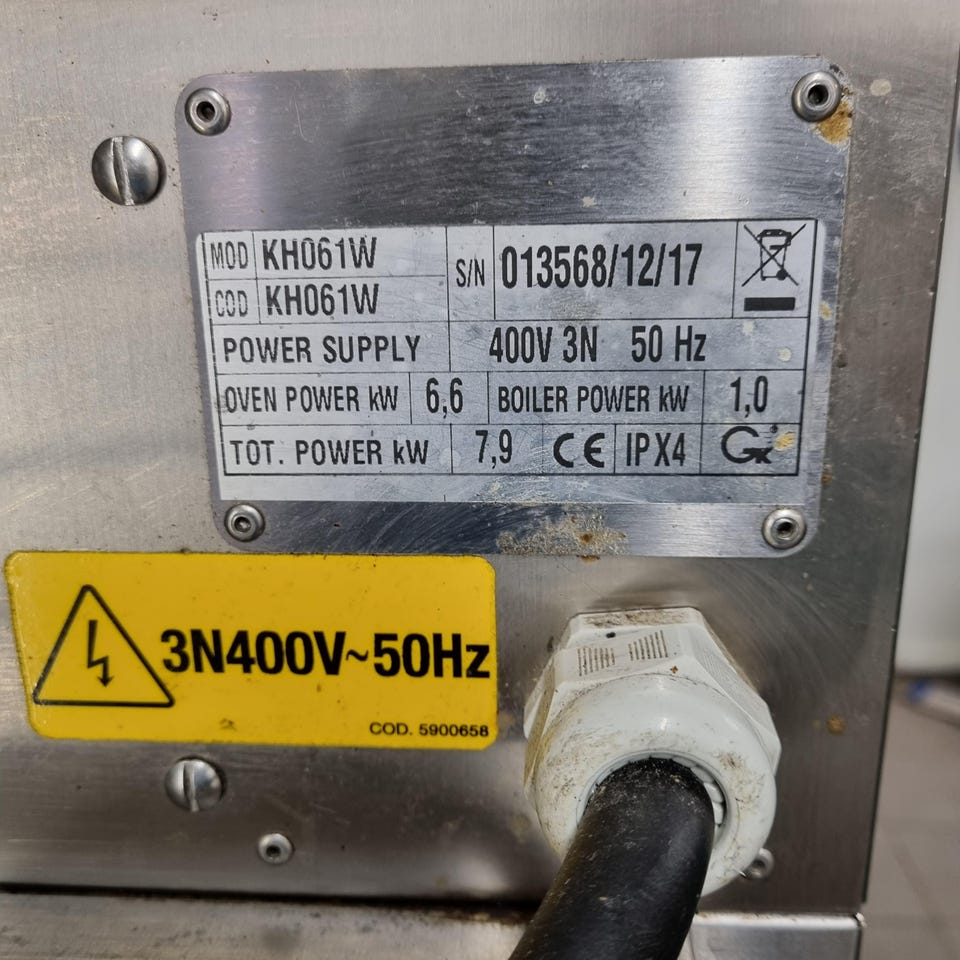 MOD KH061W
COD KH061W
S/N 013568/12/17
POWER SUPPLY 400V 3N 50 Hz
OVEN POWER kW 6,6 BOILER POWER kW 1,0
TOT. POWER kW 7,9 CE IPX4
3N400V~50Hz
COD. 5900658